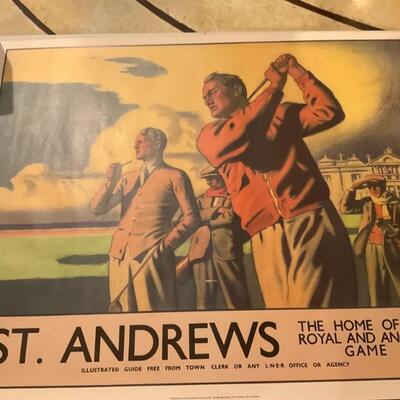 ST. ANDREWS
THE HOME OF
ROYAL AND AN
GAME
ILLUSTRATED GUIDE FREE FROM TOWN CLERK OR ANY L·N·E·R OFFICE OR AGENCY